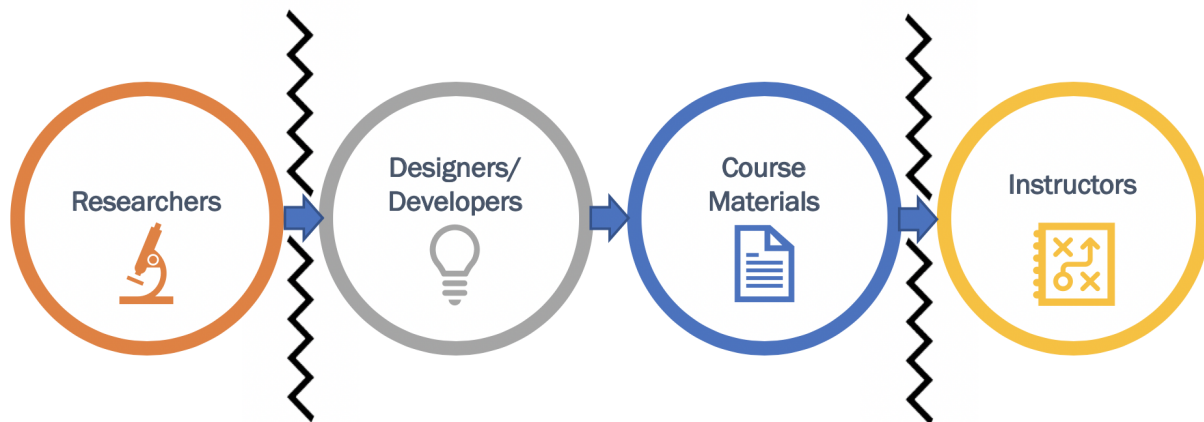 Researchers
Designers/
Developers
Course
Materials
Instructors